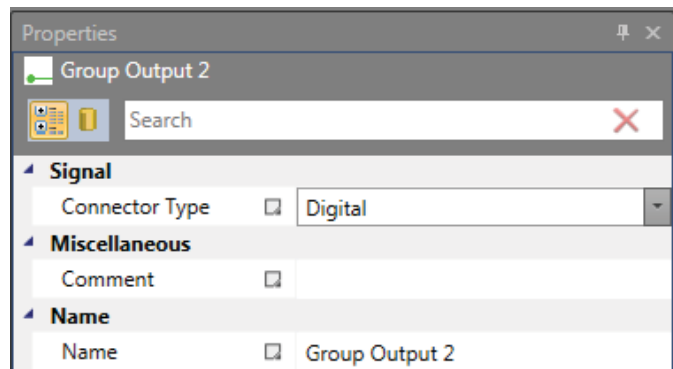 Properties
Group Output 2
Search
Signal
Connector Type Digital
Miscellaneous
Comment
Name
Name Group Output 2